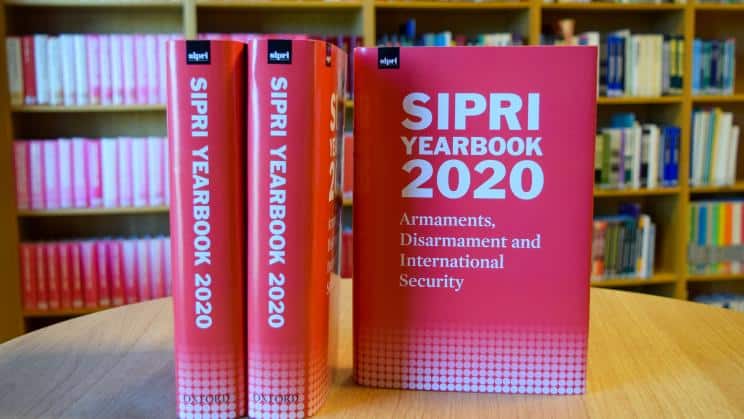 sipri
SIPRI YEARBOOK 2020
OXFORD
sipri
SIPRI YEARBOOK 2020
OXFORD
sipri
SIPRI
YEARBOOK
2020
Armaments,
Disarmament and
International
Security